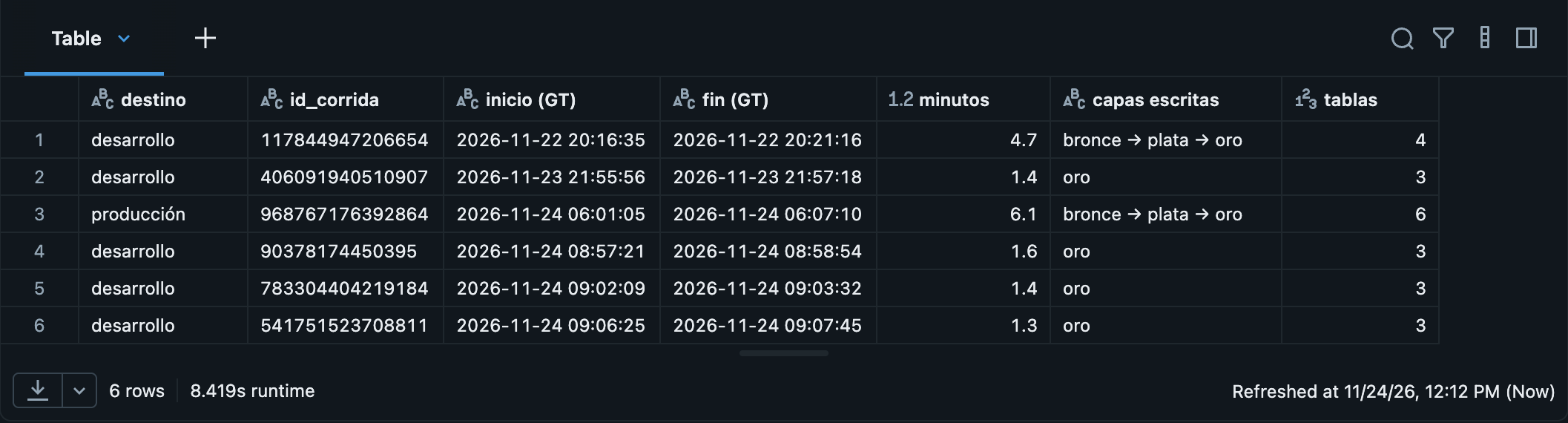 Table
destino id_corrida inicio (GT) fin (GT) 1.2 minutos capas escritas tablas
1 desarrollo 117844947206654 2026-11-22 20:16:35 2026-11-22 20:21:16 4.7 bronce → plata → oro 4
2 desarrollo 406091940510907 2026-11-23 21:55:56 2026-11-23 21:57:18 1.4 oro 3
3 producción 968767176392864 2026-11-24 06:01:05 2026-11-24 06:07:10 6.1 bronce → plata → oro 6
4 desarrollo 90378174450395 2026-11-24 08:57:21 2026-11-24 08:58:54 1.6 oro 3
5 desarrollo 783304404219184 2026-11-24 09:02:09 2026-11-24 09:03:32 1.4 oro 3
6 desarrollo 541751523708811 2026-11-24 09:06:25 2026-11-24 09:07:45 1.3 oro 3
6 rows 8.419s runtime Refreshed at 11/24/26, 12:12 PM (Now)